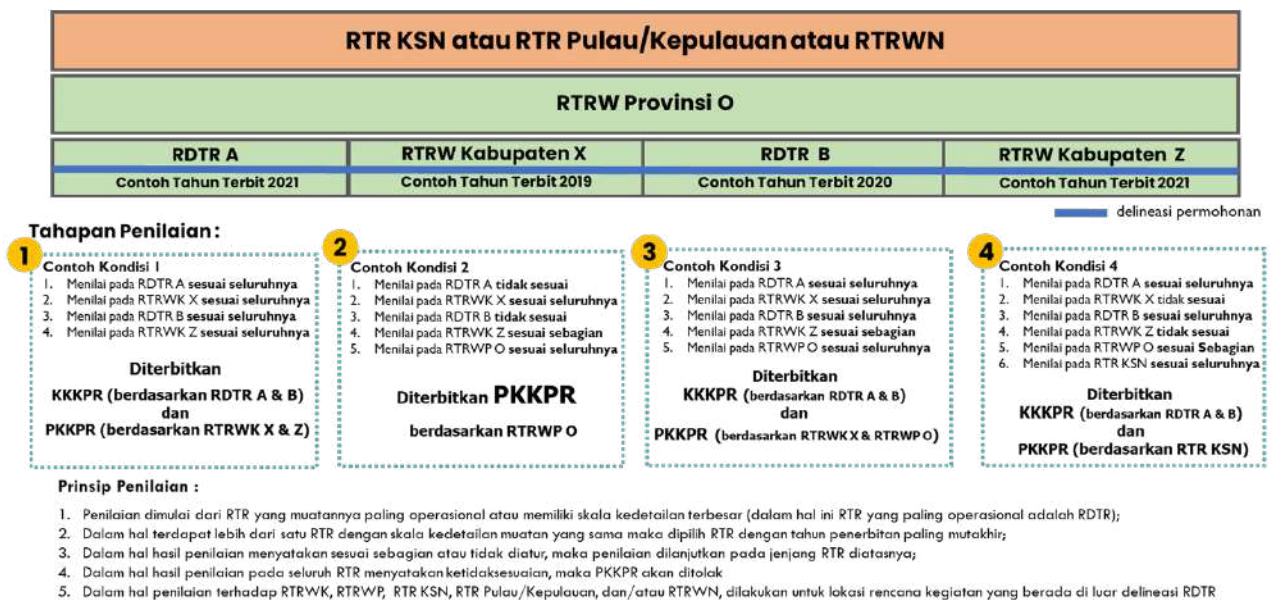 RTR KSN atau RTR Pulau/Kepulauan atau RTRWN
RTRW Provinsi O
RDTR A
Contoh Tahun Terbit 2021
RTRW Kabupaten X
Contoh Tahun Terbit 2019
RDTR B
Contoh Tahun Terbit 2020
RTRW Kabupaten Z
Contoh Tahun Terbit 2021
delineasi permohonan
Tahapan Penilaian :
1
Contoh Kondisi 1
1. Menilai pada RDTR A sesuai seluruhnya
2. Menilai pada RTRWK X sesuai seluruhnya
3. Menilai pada RDTR B sesuai seluruhnya
4. Menilai pada RTRWK Z sesuai seluruhnya
Diterbitkan
KKKPR (berdasarkan RDTR A & B)
dan
PKKPR (berdasarkan RTRWK X & Z)
2
Contoh Kondisi 2
1. Menilai pada RDTR A tidak sesuai
2. Menilai pada RTRWK X sesuai seluruhnya
3. Menilai pada RDTR B tidak sesuai
4. Menilai pada RTRWK Z sesuai sebagian
5. Menilai pada RTRWP O sesuai seluruhnya
Diterbitkan PKKPR
berdasarkan RTRWP O
3
Contoh Kondisi 3
1. Menilai pada RDTR A sesuai seluruhnya
2. Menilai pada RTRWK X sesuai seluruhnya
3. Menilai pada RDTR B sesuai seluruhnya
4. Menilai pada RTRWK Z sesuai sebagian
5. Menilai pada RTRWP O sesuai seluruhnya
Diterbitkan
KKKPR (berdasarkan RDTR A & B)
dan
PKKPR (berdasarkan RTRWK X & RTRWP O)
4
Contoh Kondisi 4
1. Menilai pada RDTR A sesuai seluruhnya
2. Menilai pada RTRWK X tidak sesuai
3. Menilai pada RDTR B sesuai seluruhnya
4. Menilai pada RTRWK Z tidak sesuai
5. Menilai pada RTRWP O sesuai Sebagian
6. Menilai pada RTR KSN sesuai seluruhnya
Diterbitkan
KKKPR (berdasarkan RDTR A & B)
dan
PKKPR (berdasarkan RTR KSN)
Prinsip Penilaian :
1. Penilaian dimulai dari RTR yang muatannya paling operasional atau memiliki skala kedetailan terbesar (dalam hal ini RTR yang paling operasional adalah RDTR);
2. Dalam hal terdapat lebih dari satu RTR dengan skala kedetailan muatan yang sama maka dipilih RTR dengan tahun penerbitan paling mutakhir;
3. Dalam hal hasil penilaian menyatakan sesuai sebagian atau tidak diatur, maka penilaian dilanjutkan pada jenjang RTR diatasnya;
4. Dalam hal hasil penilaian pada seluruh RTR menyatakan ketidaksesuaian, maka PKKPR akan ditolak
5. Dalam hal penilaian terhadap RTRWK, RTRWP, RTR KSN, RTR Pulau/Kepulauan, dan/atau RTRWN, dilakukan untuk lokasi rencana kegiatan yang berada di luar delineasi RDTR